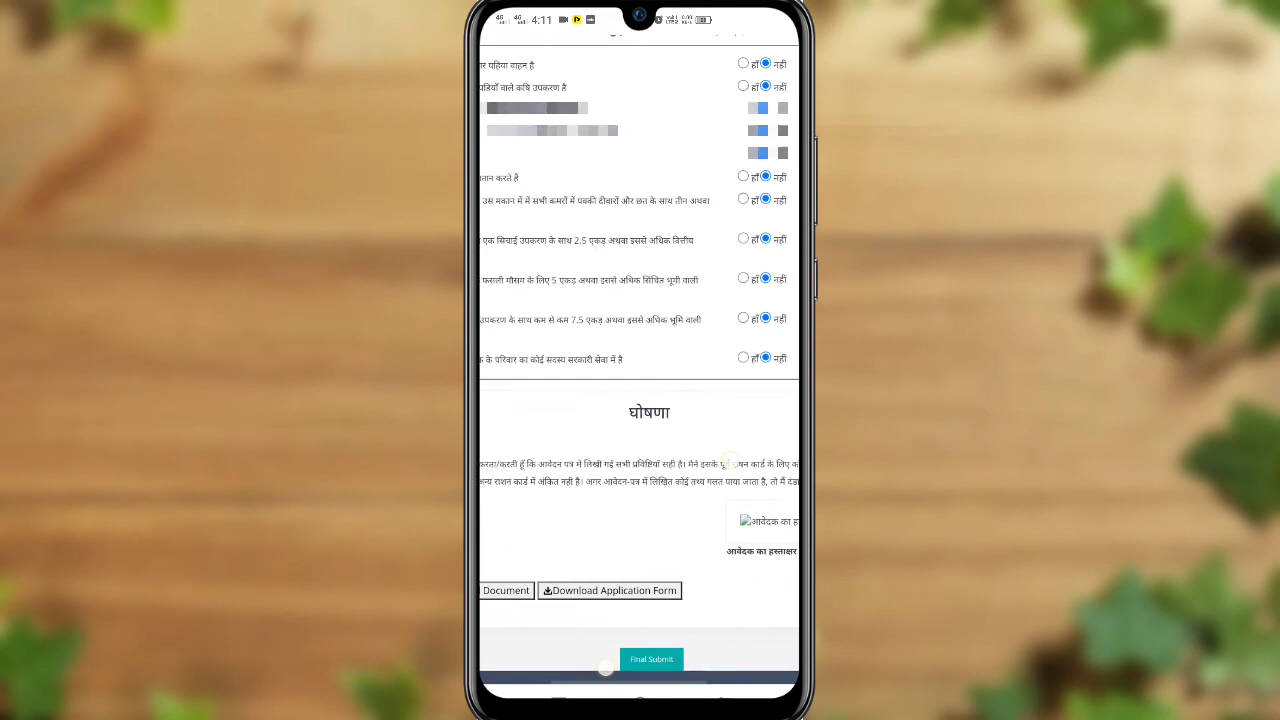 4:11
र पहिया वाहन है हाँ नहीं
पहियाँ वाले कृषि उपकरण है हाँ नहीं
तान करते हैं हाँ नहीं
उस मकान में में सभी कमरों में पक्की दीवारों और छत के साथ तीन अथवा हाँ नहीं
एक सिंचाई उपकरण के साथ 2.5 एकड़ अथवा इससे अधिक वित्तीय हाँ नहीं
फसली मौसम के लिए 5 एकड़ अथवा इससे अधिक सिंचित भूमी वाली हाँ नहीं
उपकरण के साथ कम से कम 7.5 एकड़ अथवा इससे अधिक भूमि वाली हाँ नहीं
के परिवार का कोई सदस्य सरकारी सेवा में है हाँ नहीं
घोषणा
करता/करती हूँ कि आवेदन पत्र में लिखी गई सभी प्रविष्टियाँ सही है। मैंने इसके कार्ड के लिए
अन्य राशन कार्ड में अंकित नही है। अगर आवेदन-पत्र में लिखित कोई तथ्य गलत पाया जाता है, तो मैं
आवेदक का ह
आवेदक का हस्ताक्षर
Document Download Application Form
Final Submit